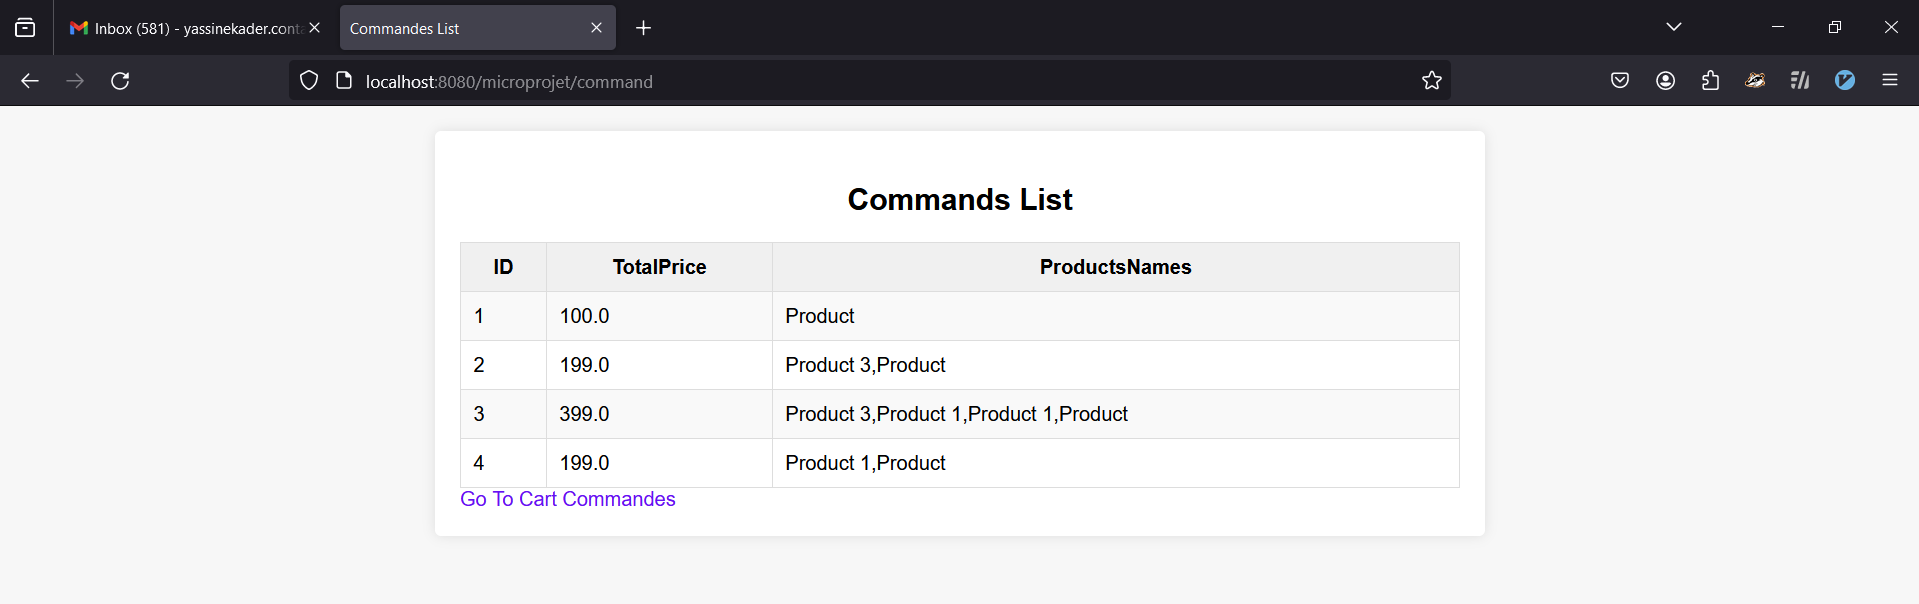 Inbox (581) - yassinekader.conta
Commandes List
localhost:8080/microprojet/command
Commands List
ID TotalPrice ProductsNames
1 100.0 Product
2 199.0 Product 3,Product
3 399.0 Product 3,Product 1,Product 1,Product
4 199.0 Product 1,Product
Go To Cart Commandes